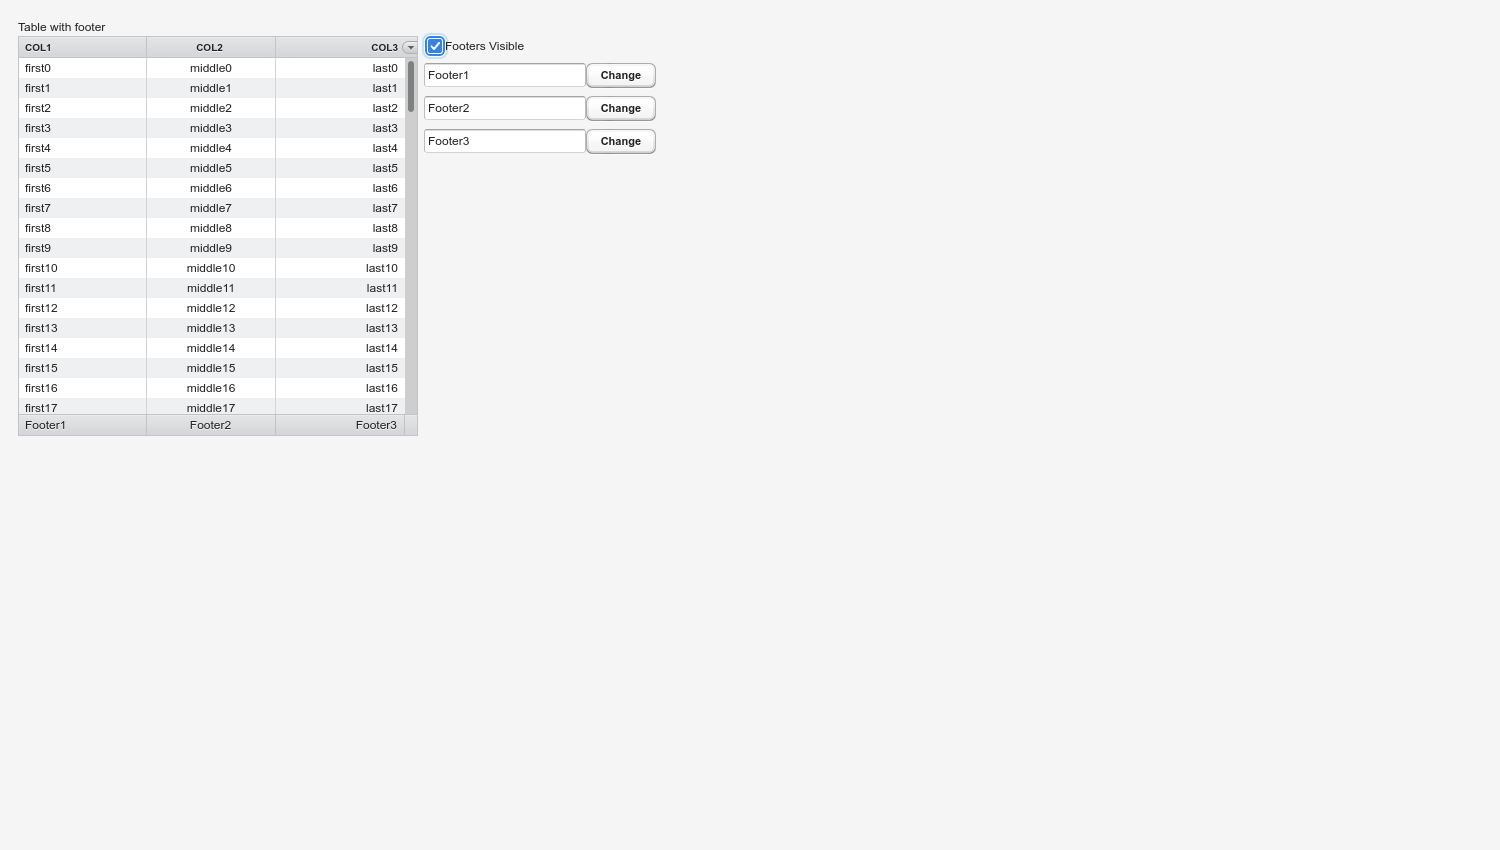 Table with footer
COL1 COL2 COL3
first0 middle0 last0
first1 middle1 last1
first2 middle2 last2
first3 middle3 last3
first4 middle4 last4
first5 middle5 last5
first6 middle6 last6
first7 middle7 last7
first8 middle8 last8
first9 middle9 last9
first10 middle10 last10
first11 middle11 last11
first12 middle12 last12
first13 middle13 last13
first14 middle14 last14
first15 middle15 last15
first16 middle16 last16
first17 middle17 last17
Footer1 Footer2 Footer3
Footers Visible
Footer1 Change
Footer2 Change
Footer3 Change